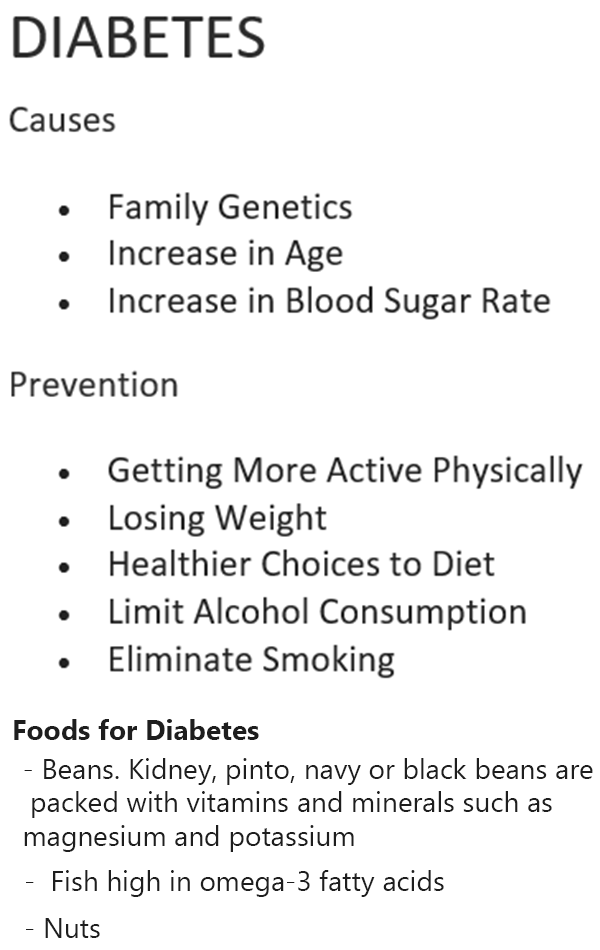 DIABETES
Causes
• Family Genetics
• Increase in Age
• Increase in Blood Sugar Rate
Prevention
• Getting More Active Physically
• Losing Weight
• Healthier Choices to Diet
• Limit Alcohol Consumption
• Eliminate Smoking
Foods for Diabetes
- Beans. Kidney, pinto, navy or black beans are
packed with vitamins and minerals such as
magnesium and potassium
- Fish high in omega-3 fatty acids
- Nuts